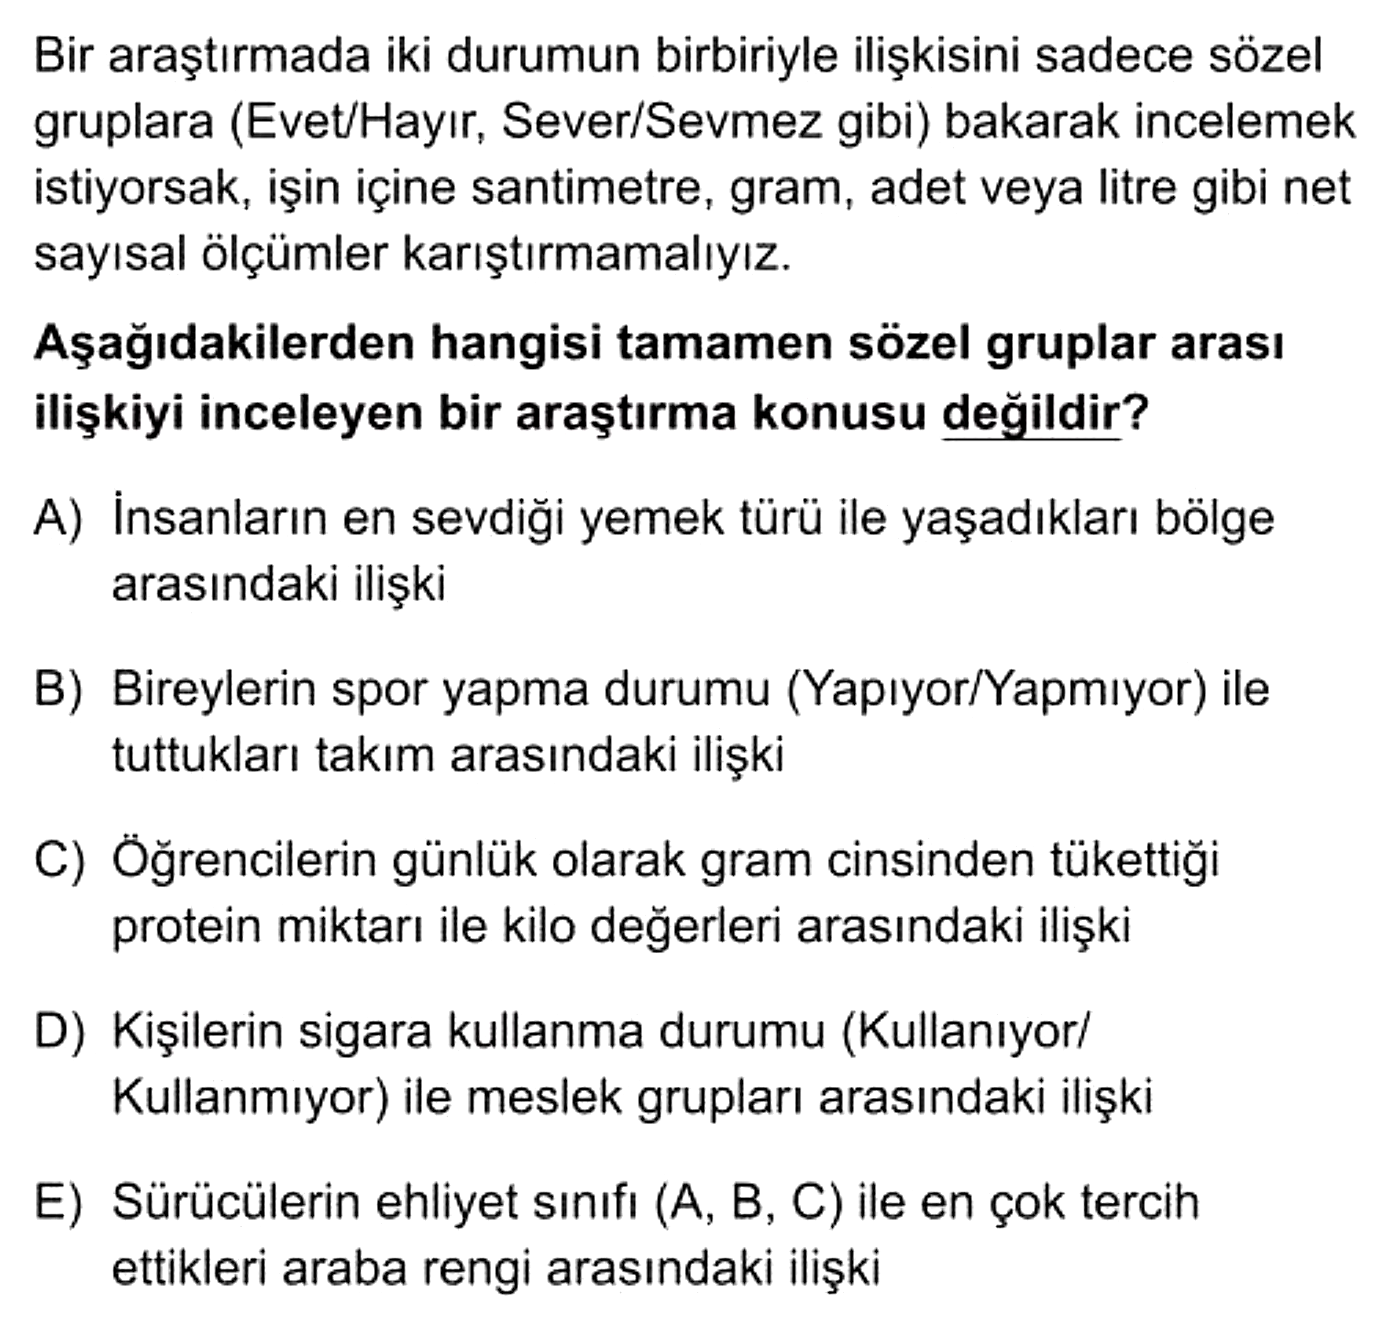 Bir araştırmada iki durumun birbiriyle ilişkisini sadece sözel
gruplara (Evet/Hayır, Sever/Sevmez gibi) bakarak incelemek
istiyorsak, işin içine santimetre, gram, adet veya litre gibi net
sayısal ölçümler karıştırmamalıyız.
Aşağıdakilerden hangisi tamamen sözel gruplar arası
ilişkiyi inceleyen bir araştırma konusu değildir?
A) İnsanların en sevdiği yemek türü ile yaşadıkları bölge
arasındaki ilişki
B) Bireylerin spor yapma durumu (Yapıyor/Yapmıyor) ile
tuttukları takım arasındaki ilişki
C) Öğrencilerin günlük olarak gram cinsinden tükettiği
protein miktarı ile kilo değerleri arasındaki ilişki
D) Kişilerin sigara kullanma durumu (Kullanıyor/
Kullanmıyor) ile meslek grupları arasındaki ilişki
E) Sürücülerin ehliyet sınıfı (A, B, C) ile en çok tercih
ettikleri araba rengi arasındaki ilişki